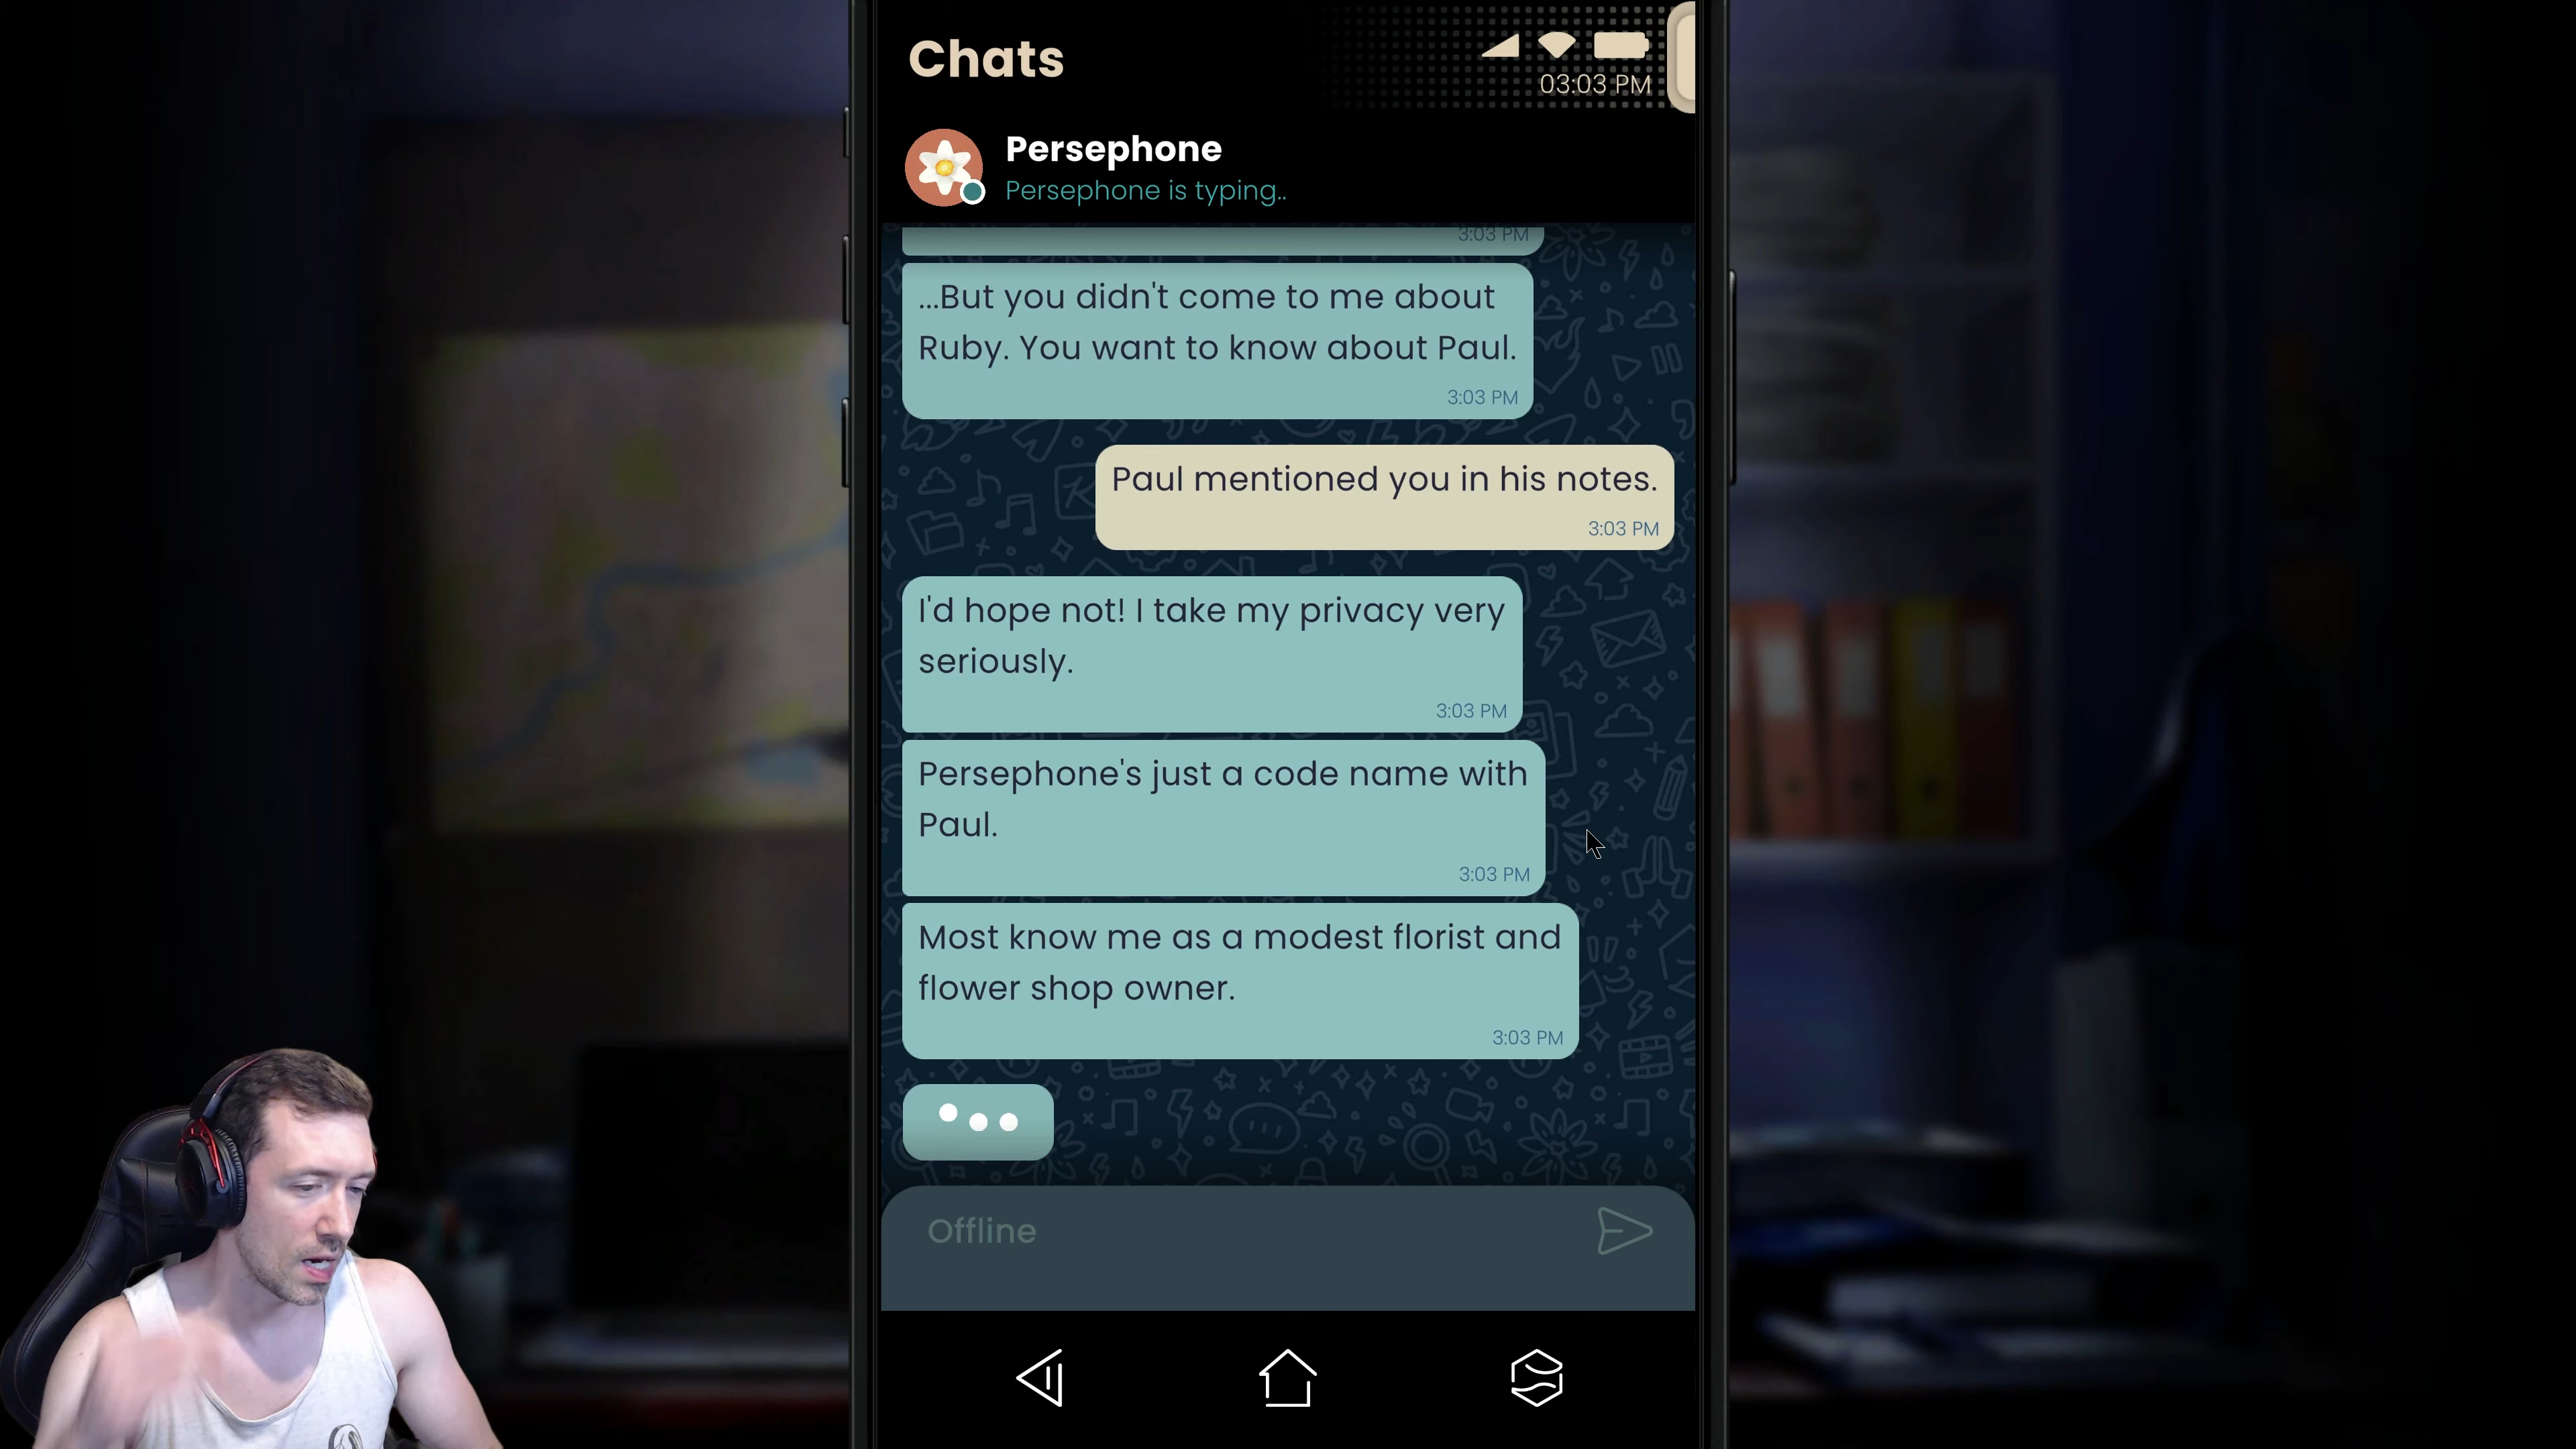 Chats
03:03 PM
Persephone
Persephone is typing..
3:03 PM
...But you didn't come to me about
Ruby. You want to know about Paul.
3:03 PM
Paul mentioned you in his notes.
3:03 PM
I'd hope not! I take my privacy very
seriously.
3:03 PM
Persephone's just a code name with
Paul.
3:03 PM
Most know me as a modest florist and
flower shop owner.
3:03 PM
Offline